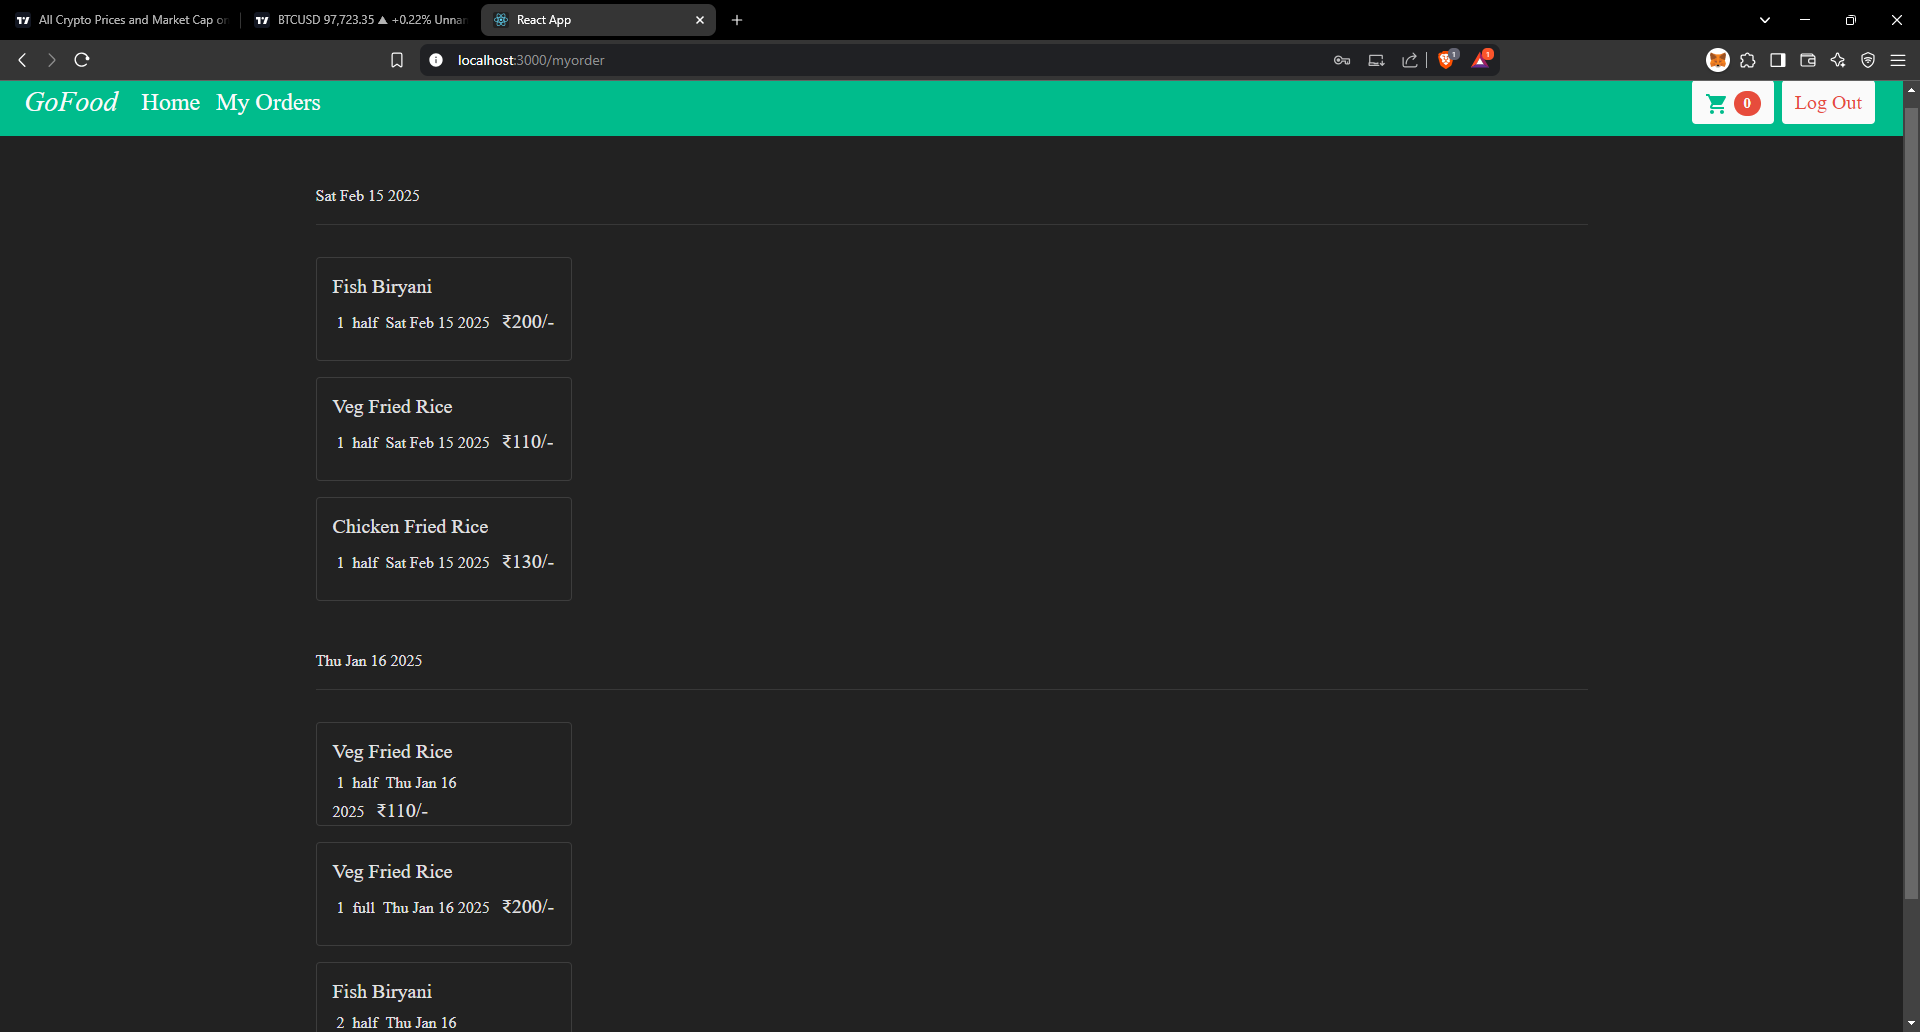 All Crypto Prices and Market Cap on
BTCUSD 97,723.35 ▲ +0.22% Unnar
React App
localhost:3000/myorder
1
1
GoFood Home My Orders
0
Log Out
Sat Feb 15 2025
Fish Biryani
1 half Sat Feb 15 2025 ₹200/-
Veg Fried Rice
1 half Sat Feb 15 2025 ₹110/-
Chicken Fried Rice
1 half Sat Feb 15 2025 ₹130/-
Thu Jan 16 2025
Veg Fried Rice
1 half Thu Jan 16
2025 ₹110/-
Veg Fried Rice
1 full Thu Jan 16 2025 ₹200/-
Fish Biryani
2 half Thu Jan 16